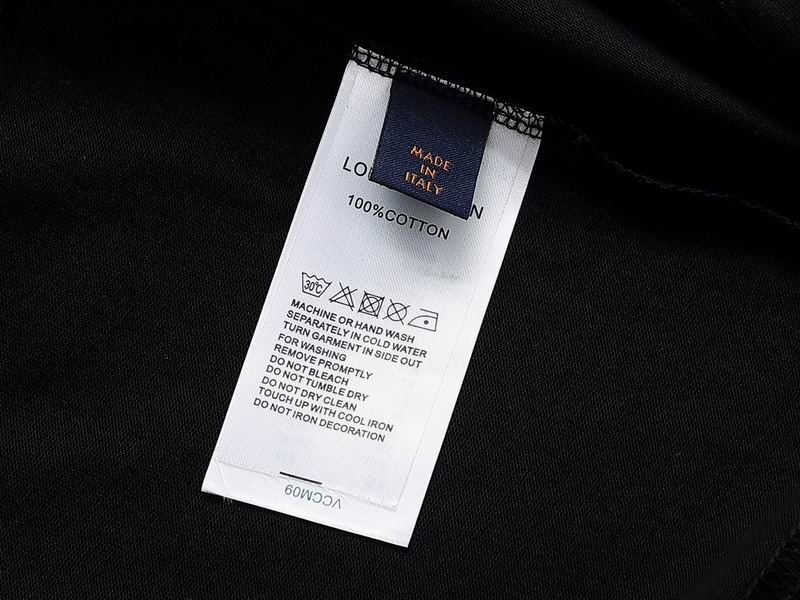 MADE
IN
ITALY
100%COTTON
30℃
MACHINE OR HAND WASH
SEPARATELY IN COLD WATER
TURN GARMENT IN SIDE OUT
FOR WASHING
REMOVE PROMPTLY
DO NOT BLEACH
DO NOT TUMBLE DRY
DO NOT DRY CLEAN
TOUCH UP WITH COOL IRON
DO NOT IRON DECORATION
VCCM09